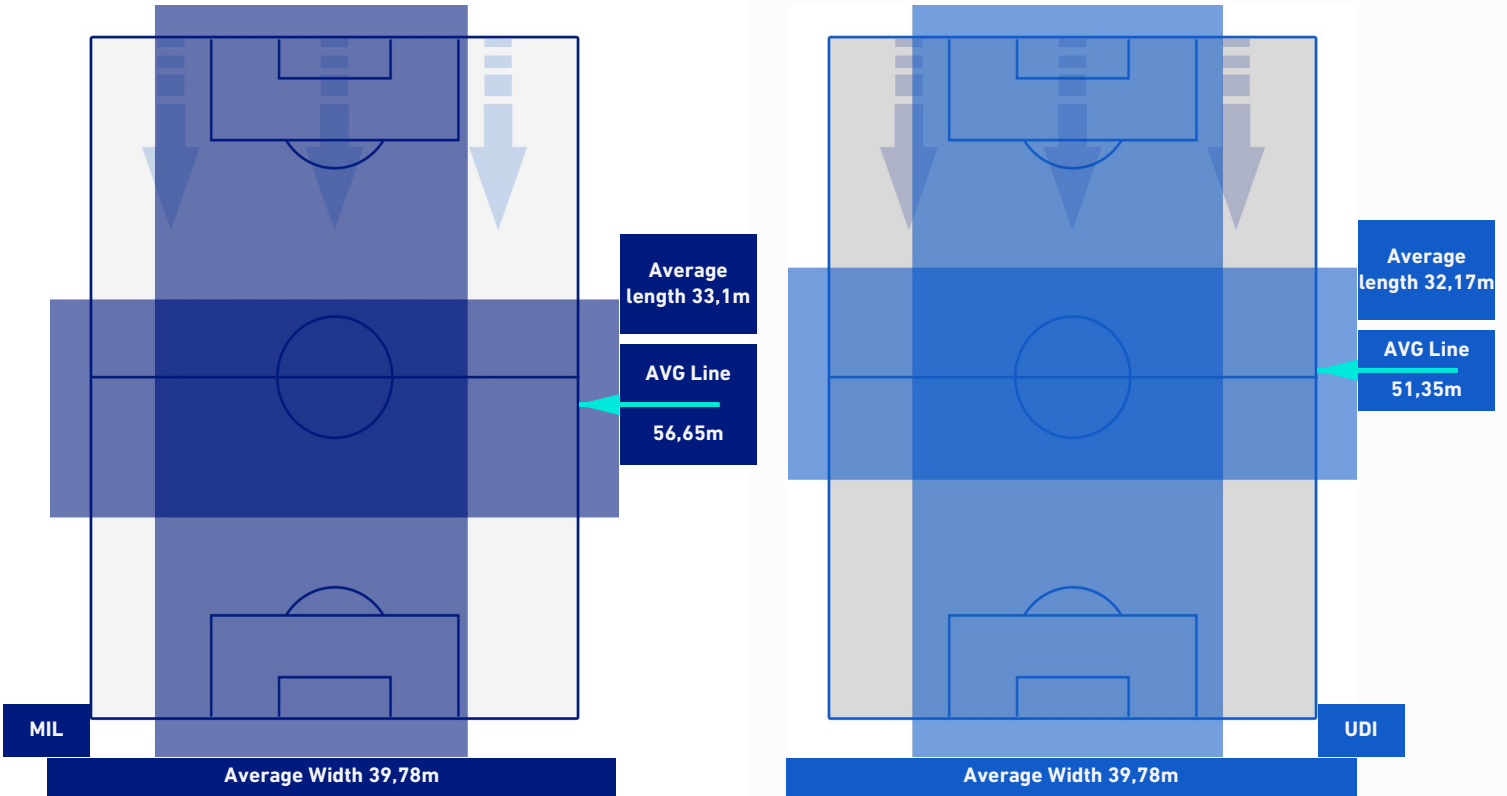 Average
length 33,1m
AVG Line
56,65m
MIL
Average Width 39,78m
Average
length 32,17m
AVG Line
51,35m
UDI
Average Width 39,78m